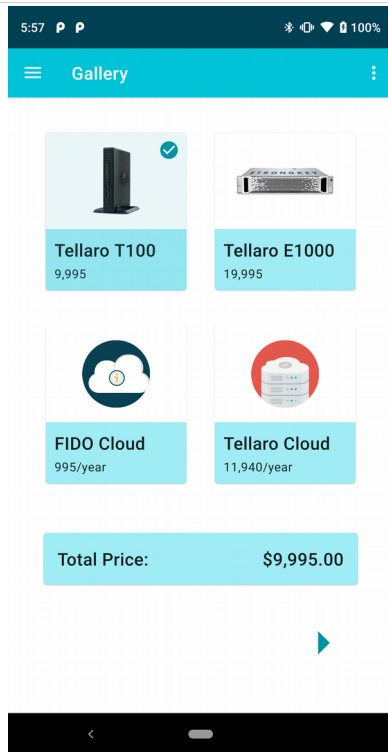 5:57
100%
Gallery
STRONGKEY
Tellaro T100
9,995
Tellaro E1000
19,995
FIDO Cloud
995/year
Tellaro Cloud
11,940/year
Total Price:
$9,995.00